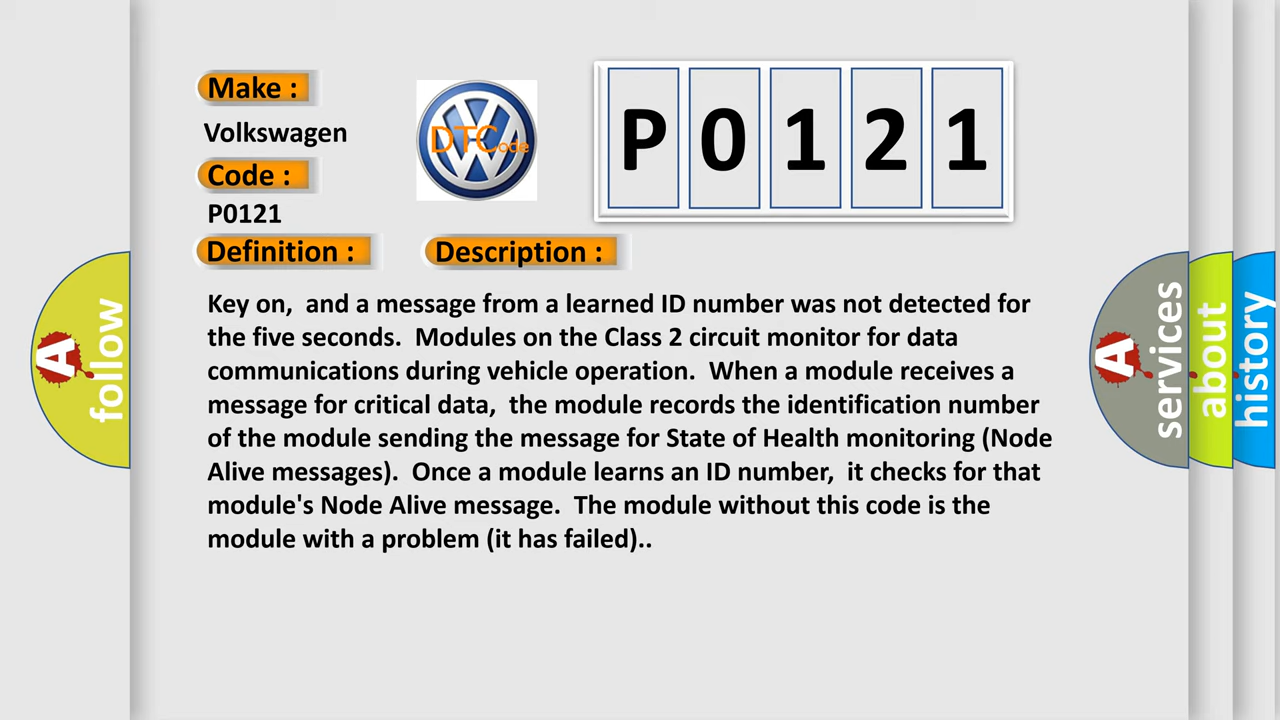 Make :
Volkswagen
Code :
P0121
DTCode
P0121
Definition :
Description :
Key on,  and a message from a learned ID number was not detected for
the five seconds  Modules on the Class 2 circuit monitor for data
communications during vehicle operation  When a module receives a
message for critical data,  the module records the identification number
of the module sending the message for State of Health monitoring (Node
Alive messages)  Once a module learns an ID number,  it checks for that
module's Node Alive message  The module without this code is the
module with a problem (it has failed)..
A follow
A services
about
history